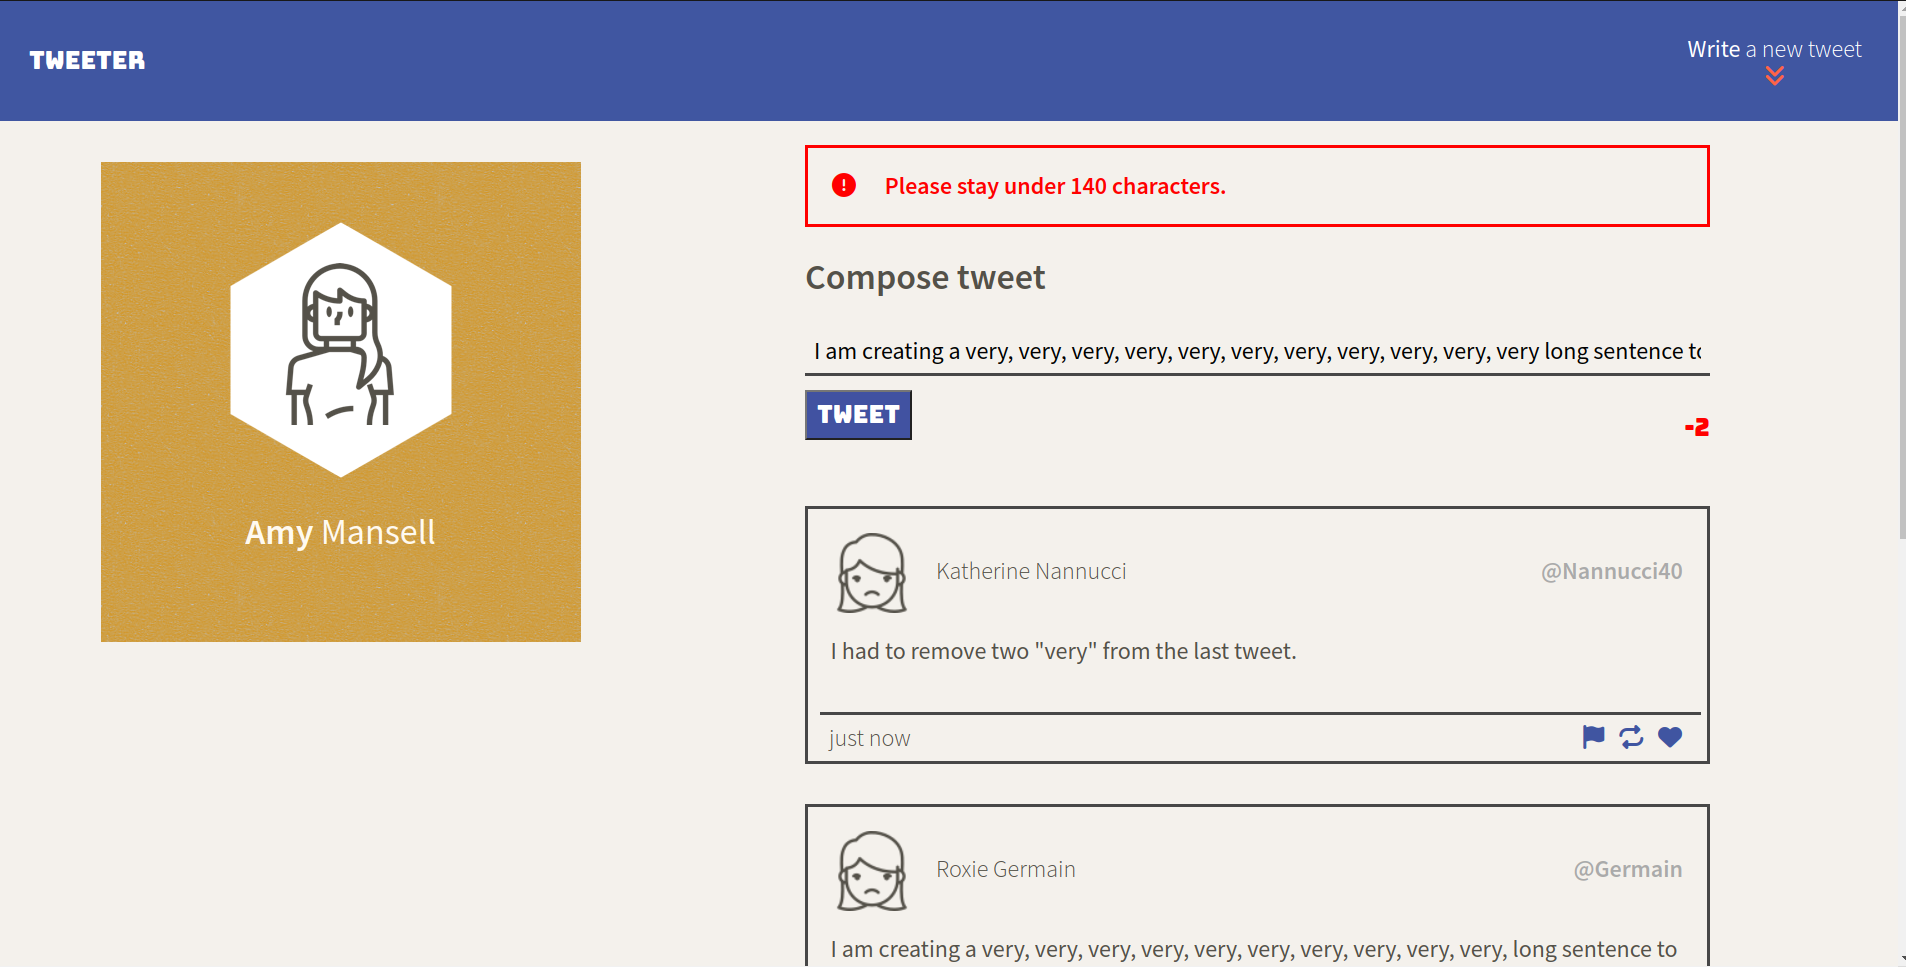 TWEETER
Write a new tweet
Please stay under 140 characters.
Compose tweet
I am creating a very, very, very, very, very, very, very, very, very, very, very long sentence to
TWEET
-2
Amy Mansell
Katherine Nannucci
@Nannucci40
I had to remove two "very" from the last tweet.
just now
Roxie Germain
@Germain
I am creating a very, very, very, very, very, very, very, very, very, very, long sentence to